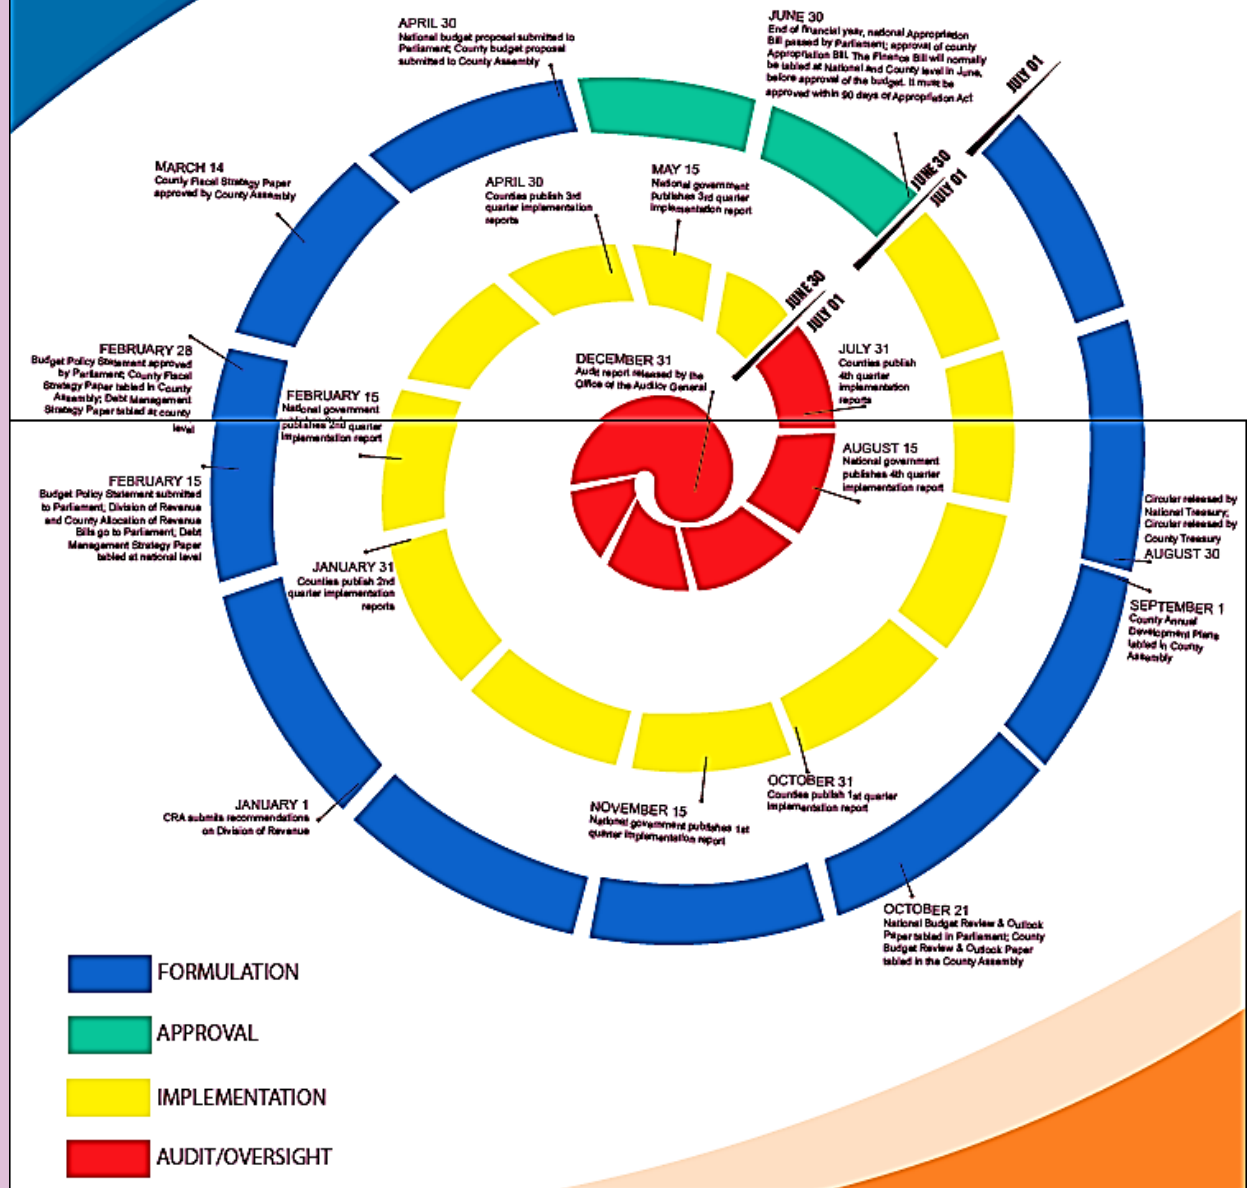 APRIL 30
National budget proposal submitted to
Parliament; County budget proposal
submitted to County Assembly
JUNE 30
End of financial year, national Appropriation
Bill passed by Parliament; approval of county
Appropriation Bill. The Finance Bill will normally
be tabled at National and County level in June,
before approval of the budget. It must be
approved within 90 days of Appropriation Act
JULY 01
JUNE 30
JULY 01
MARCH 14
County Fiscal Strategy Paper
approved by County Assembly
APRIL 30
Counties publish 3rd
quarter implementation
reports
MAY 15
National government
Publishes 3rd quarter
implementation report
JUNE 30
JULY 01
FEBRUARY 28
Budget Policy Statement approved
by Parliament; County Fiscal
Strategy Paper tabled in County
Assembly; Debt Management
Strategy Paper tabled at county
level
FEBRUARY 15
National government
publishes 2nd quarter
implementation report
DECEMBER 31
Audit report released by the
Office of the Auditor General
JULY 31
Counties publish
4th quarter
implementation
reports
AUGUST 15
National government
publishes 4th quarter
implementation report
FEBRUARY 15
Budget Policy Statement submitted
to Parliament; Division of Revenue
and County Allocation of Revenue
Bills go to Parliament; Debt
Management Strategy Paper
tabled at national level
JANUARY 31
Counties publish 2nd
quarter implementation
reports
Circular released by
National Treasury;
Circular released by
County Treasury
AUGUST 30
SEPTEMBER 1
County Annual
Development Plans
tabled in County
Assembly
JANUARY 1
CRA submits recommendations
on Division of Revenue
NOVEMBER 15
National government publishes 1st
quarter implementation report
OCTOBER 31
Counties publish 1st quarter
implementation report
OCTOBER 21
National Budget Review & Outlook
Paper tabled in Parliament; County
Budget Review & Outlook Paper
tabled in the County Assembly
FORMULATION
APPROVAL
IMPLEMENTATION
AUDIT/OVERSIGHT